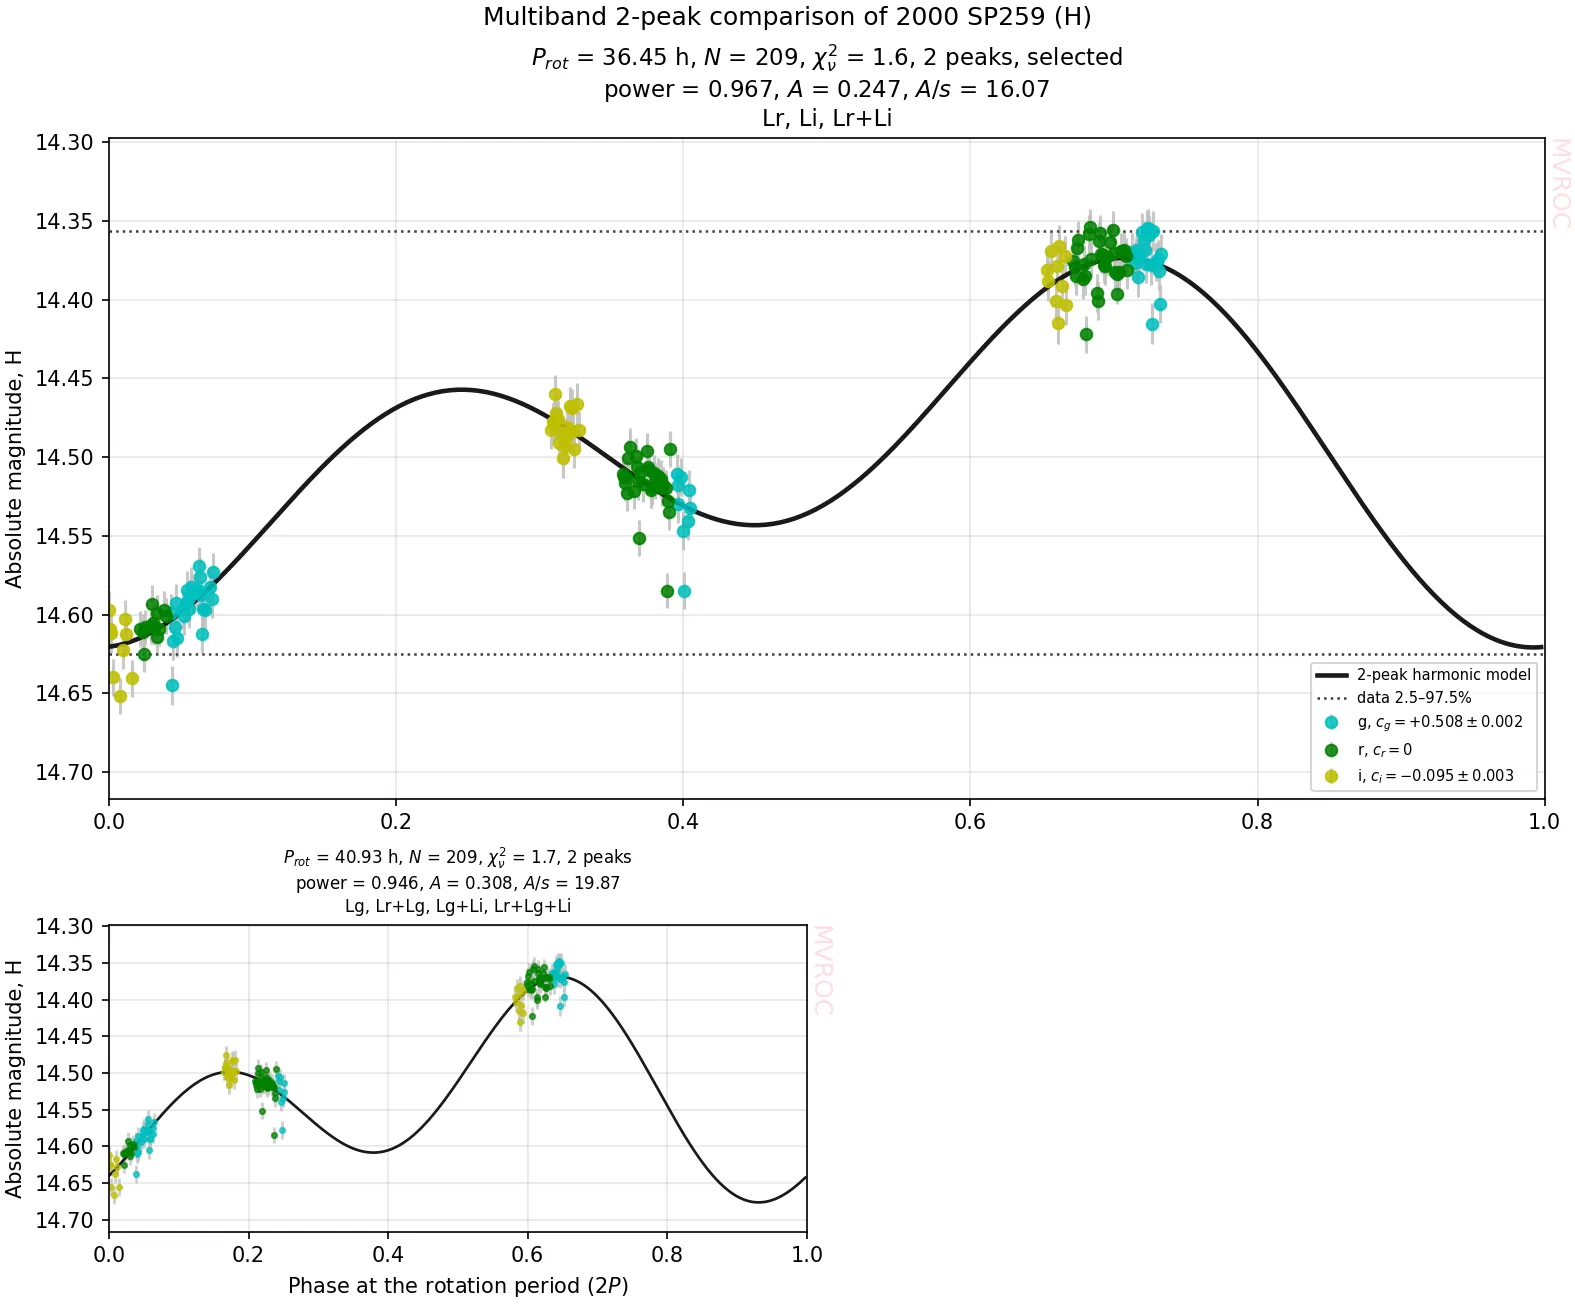 Multiband 2-peak comparison of 2000 SP259 (H)
P_rot = 36.45 h, N = 209, χ²_ν = 1.6, 2 peaks, selected
power = 0.967, A = 0.247, A/s = 16.07
Lr, Li, Lr+Li
14.30
14.35
14.40
14.45
14.50
14.55
14.60
14.65
14.70
Absolute magnitude, H
MVROC
2-peak harmonic model
data 2.5–97.5%
g, c_g = +0.508 ± 0.002
r, c_r = 0
i, c_i = −0.095 ± 0.003
0.0 0.2 0.4 0.6 0.8 1.0
P_rot = 40.93 h, N = 209, χ²_ν = 1.7, 2 peaks
power = 0.946, A = 0.308, A/s = 19.87
Lg, Lr+Lg, Lg+Li, Lr+Lg+Li
14.30
14.35
14.40
14.45
14.50
14.55
14.60
14.65
14.70
Absolute magnitude, H
MVROC
0.0 0.2 0.4 0.6 0.8 1.0
Phase at the rotation period (2P)